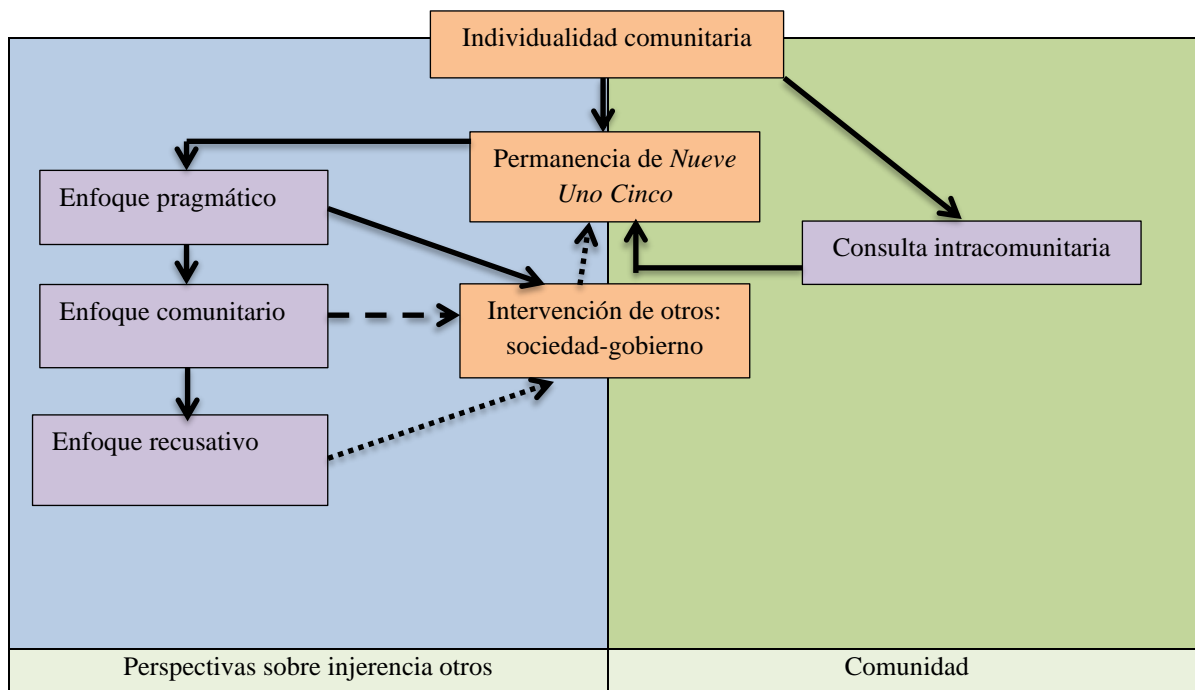 Individualidad comunitaria
Permanencia de Nueve
Uno Cinco
Enfoque pragmático
Consulta intracomunitaria
Enfoque comunitario
Intervención de otros:
sociedad-gobierno
Enfoque recusativo
Perspectivas sobre injerencia otros
Comunidad